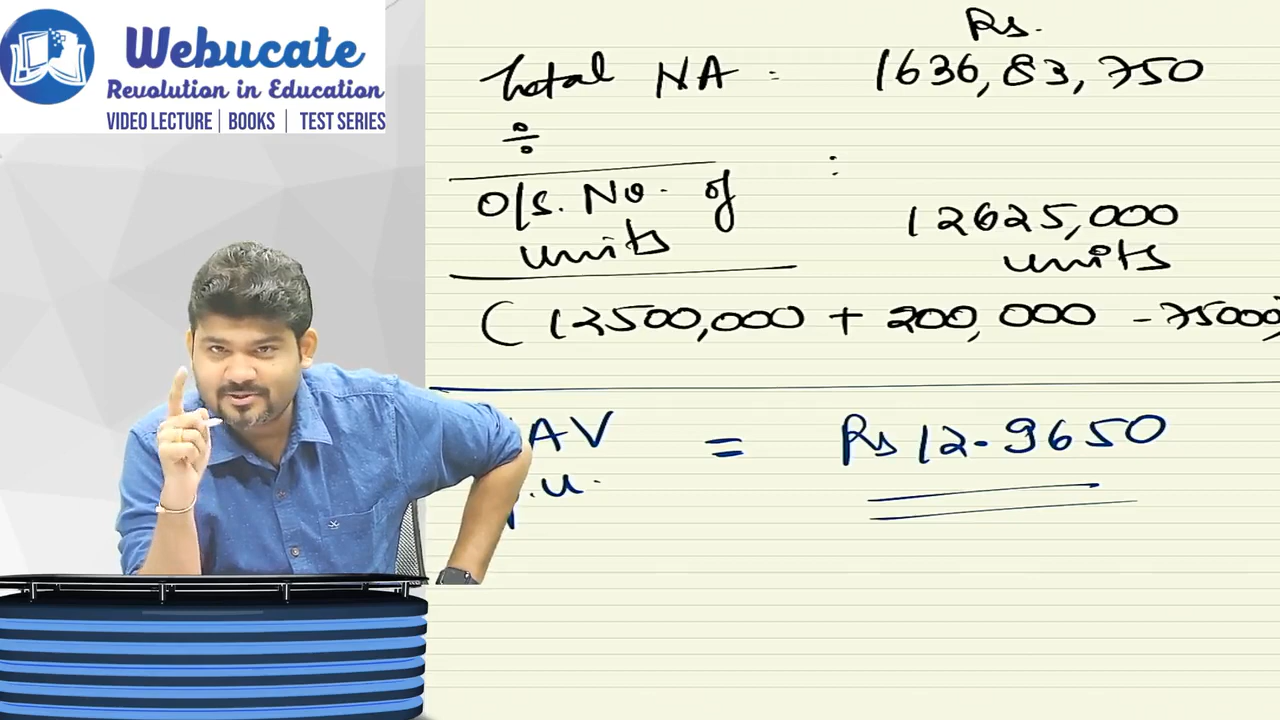 Webucate
Revolution in Education
VIDEO LECTURE | BOOKS | TEST SERIES
Rs.
Total NA : 1636,83,750
÷
O/s. No. of :
units
12625,000
units
( 12500,000 + 200,000 - 75000)
AV = Rs 12.9650
.u.